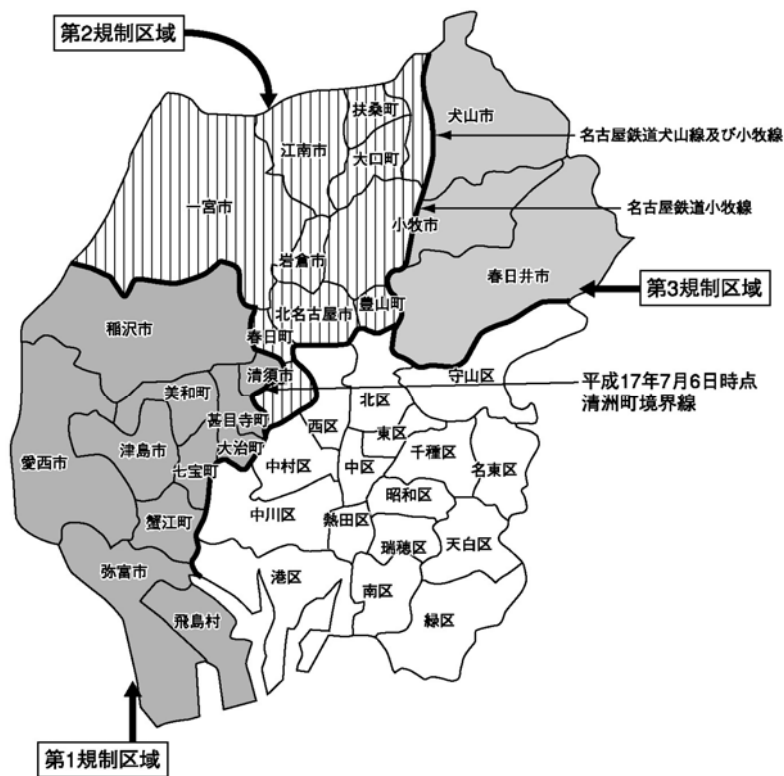 第2規制区域
扶桑町
犬山市
江南市
名古屋鉄道犬山線及び小牧線
大口町
一宮市
名古屋鉄道小牧線
小牧市
岩倉市
春日井市
第3規制区域
豊山町
北名古屋市
稲沢市
春日町
清須市
守山区
平成17年7月6日時点
清洲町境界線
美和町
北区
甚目寺町
西区
東区
津島市
大治町
千種区
愛西市
七宝町
中村区
中区
名東区
昭和区
蟹江町
中川区
熱田区
瑞穂区
天白区
弥富市
港区
南区
飛島村
緑区
第1規制区域